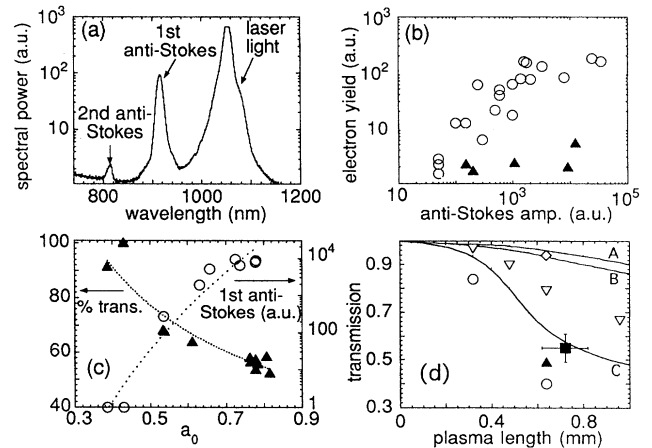 (a)
1st
anti-Stokes
laser
light
2nd anti-
Stokes
10³
10²
10
spectral power (a.u.)
800
1000
1200
wavelength (nm)
(b)
10³
10²
10
electron yield (a.u.)
10
10³
10⁵
anti-Stokes amp. (a.u.)
100
80
60
40
% trans.
10⁴
100
1
1st anti-
Stokes (a.u.)
(c)
0.3
0.5
0.7
0.9
a₀
0.9
0.7
0.5
0.3
transmission
A
B
C
(d)
0
0.4
0.8
plasma length (mm)